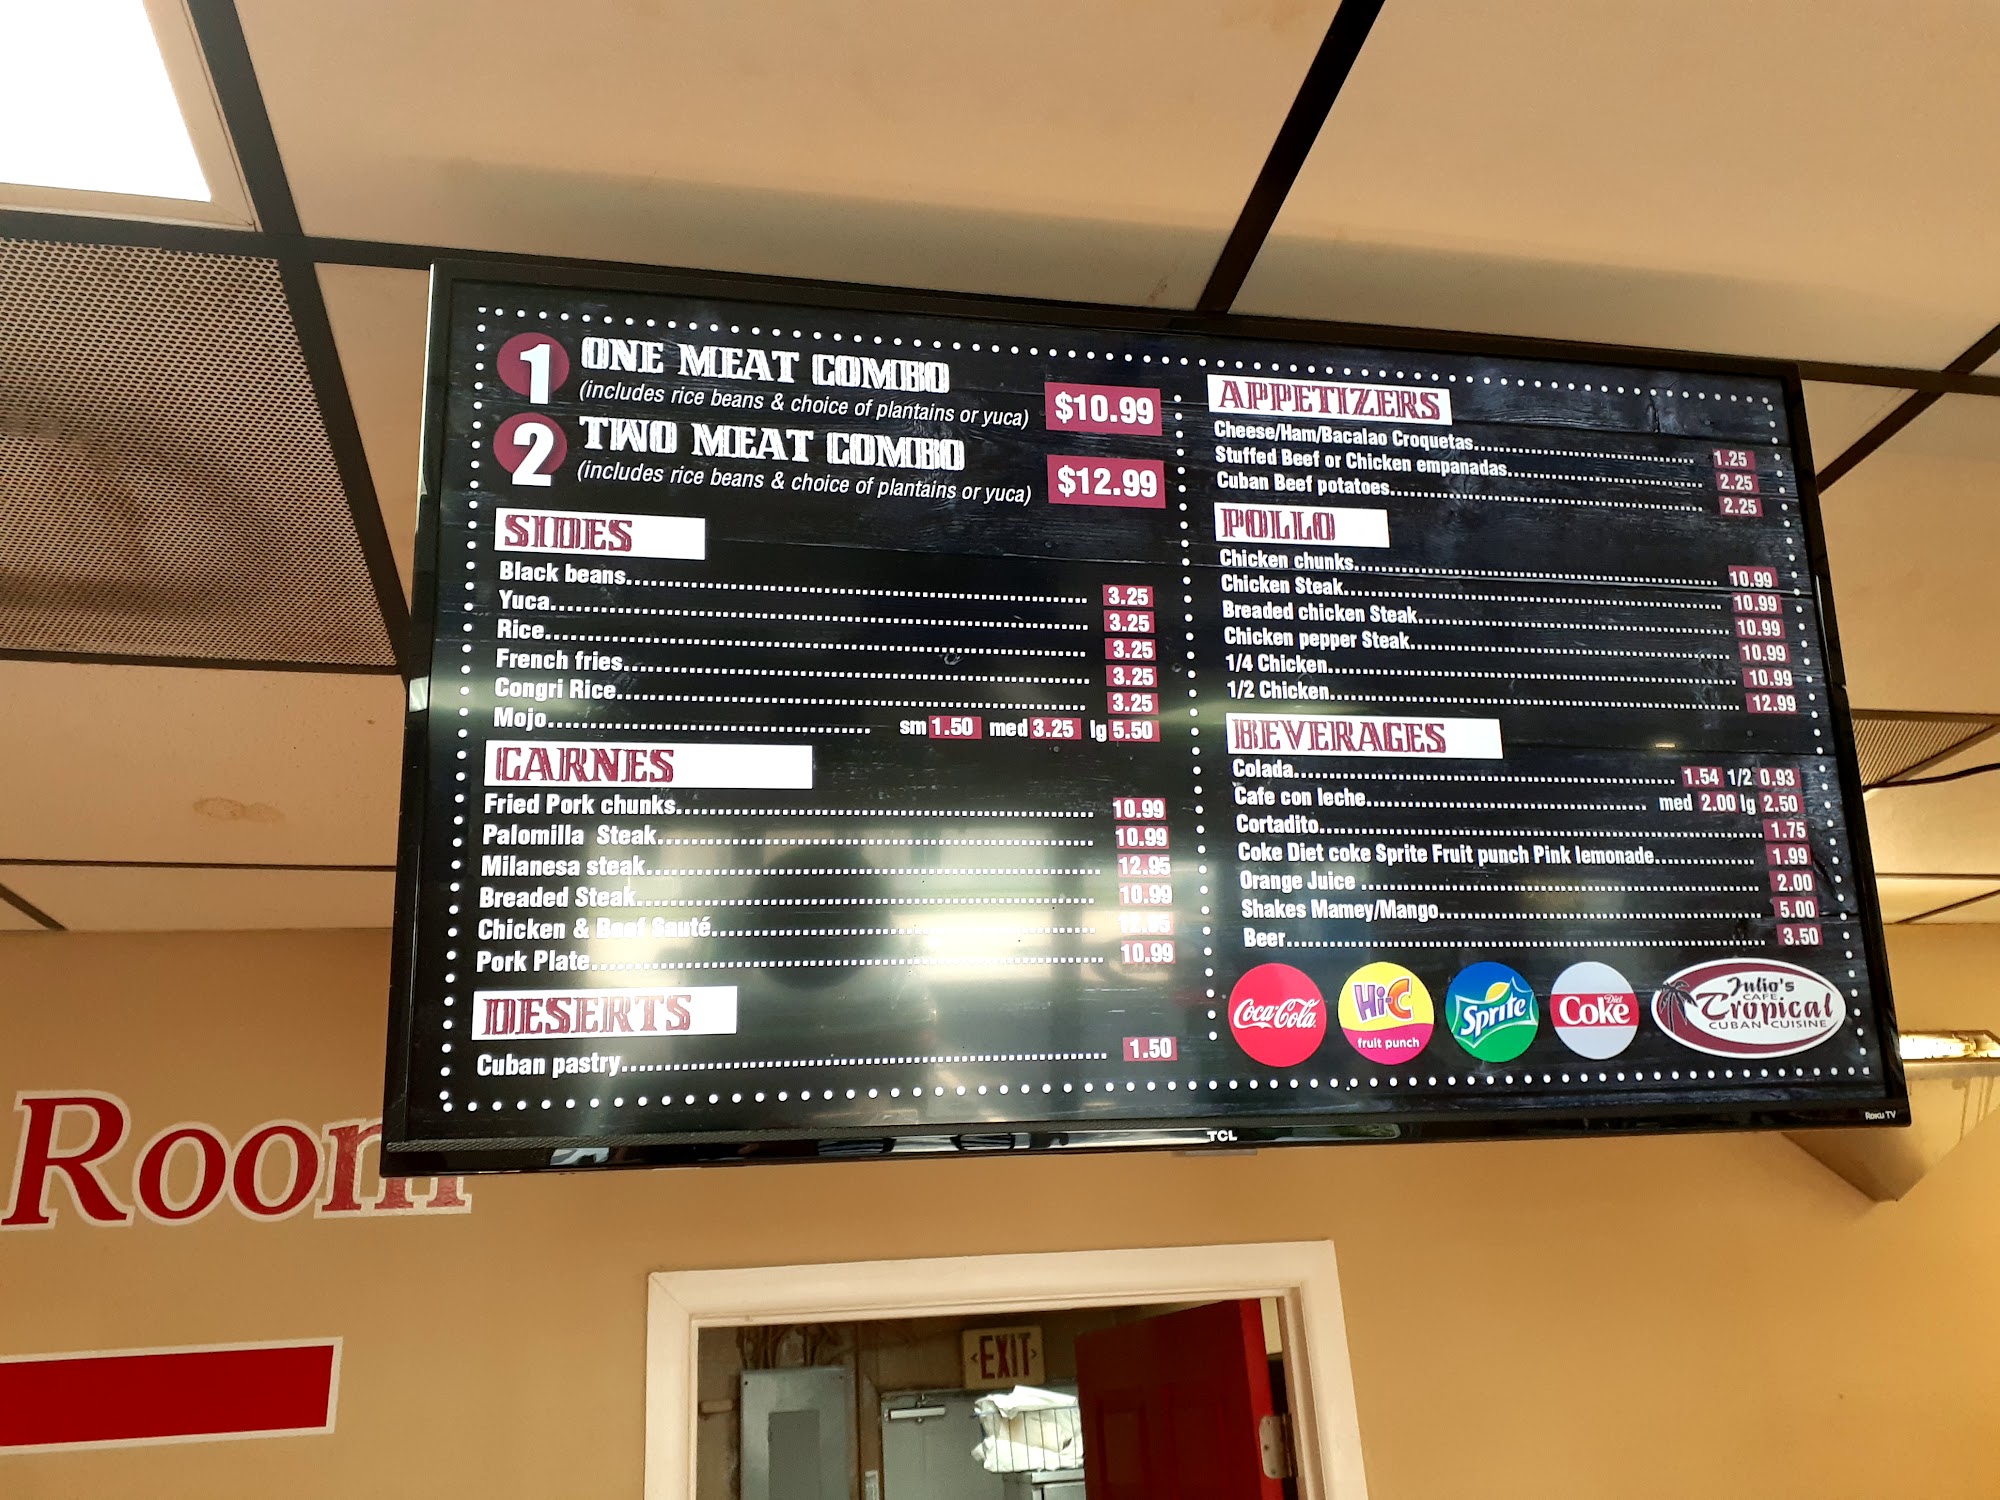 1 ONE MEAT COMBO
(includes rice beans & choice of plantains or yuca) $10.99
2 TWO MEAT COMBO
(includes rice beans & choice of plantains or yuca) $12.99
SIDES
Black beans 3.25
Yuca 3.25
Rice 3.25
French fries 3.25
Congri Rice 3.25
Mojo sm 1.50 med 3.25 lg 5.50
CARNES
Fried Pork chunks 10.99
Palomilla Steak 10.99
Milanesa steak 12.95
Breaded Steak 10.99
Chicken & Beef Sauté 12.95
Pork Plate 10.99
DESERTS
Cuban pastry 1.50
APPETIZERS
Cheese/Ham/Bacalao Croquetas 1.25
Stuffed Beef or Chicken empanadas 2.25
Cuban Beef potatoes 2.25
POLLO
Chicken chunks 10.99
Chicken Steak 10.99
Breaded chicken Steak 10.99
Chicken pepper Steak 10.99
1/4 Chicken 10.99
1/2 Chicken 12.99
BEVERAGES
Colada 1.54 1/2 0.93
Cafe con leche med 2.00 lg 2.50
Cortadito 1.75
Coke Diet coke Sprite Fruit punch Pink lemonade 1.99
Orange Juice 2.00
Shakes Mamey/Mango 5.00
Beer 3.50
Coca-Cola
Hi-C
fruit punch
Sprite
Diet
Coke
Julio's
CAFE
Tropical
CUBAN CUISINE
TCL
Roku TV
Room
EXIT